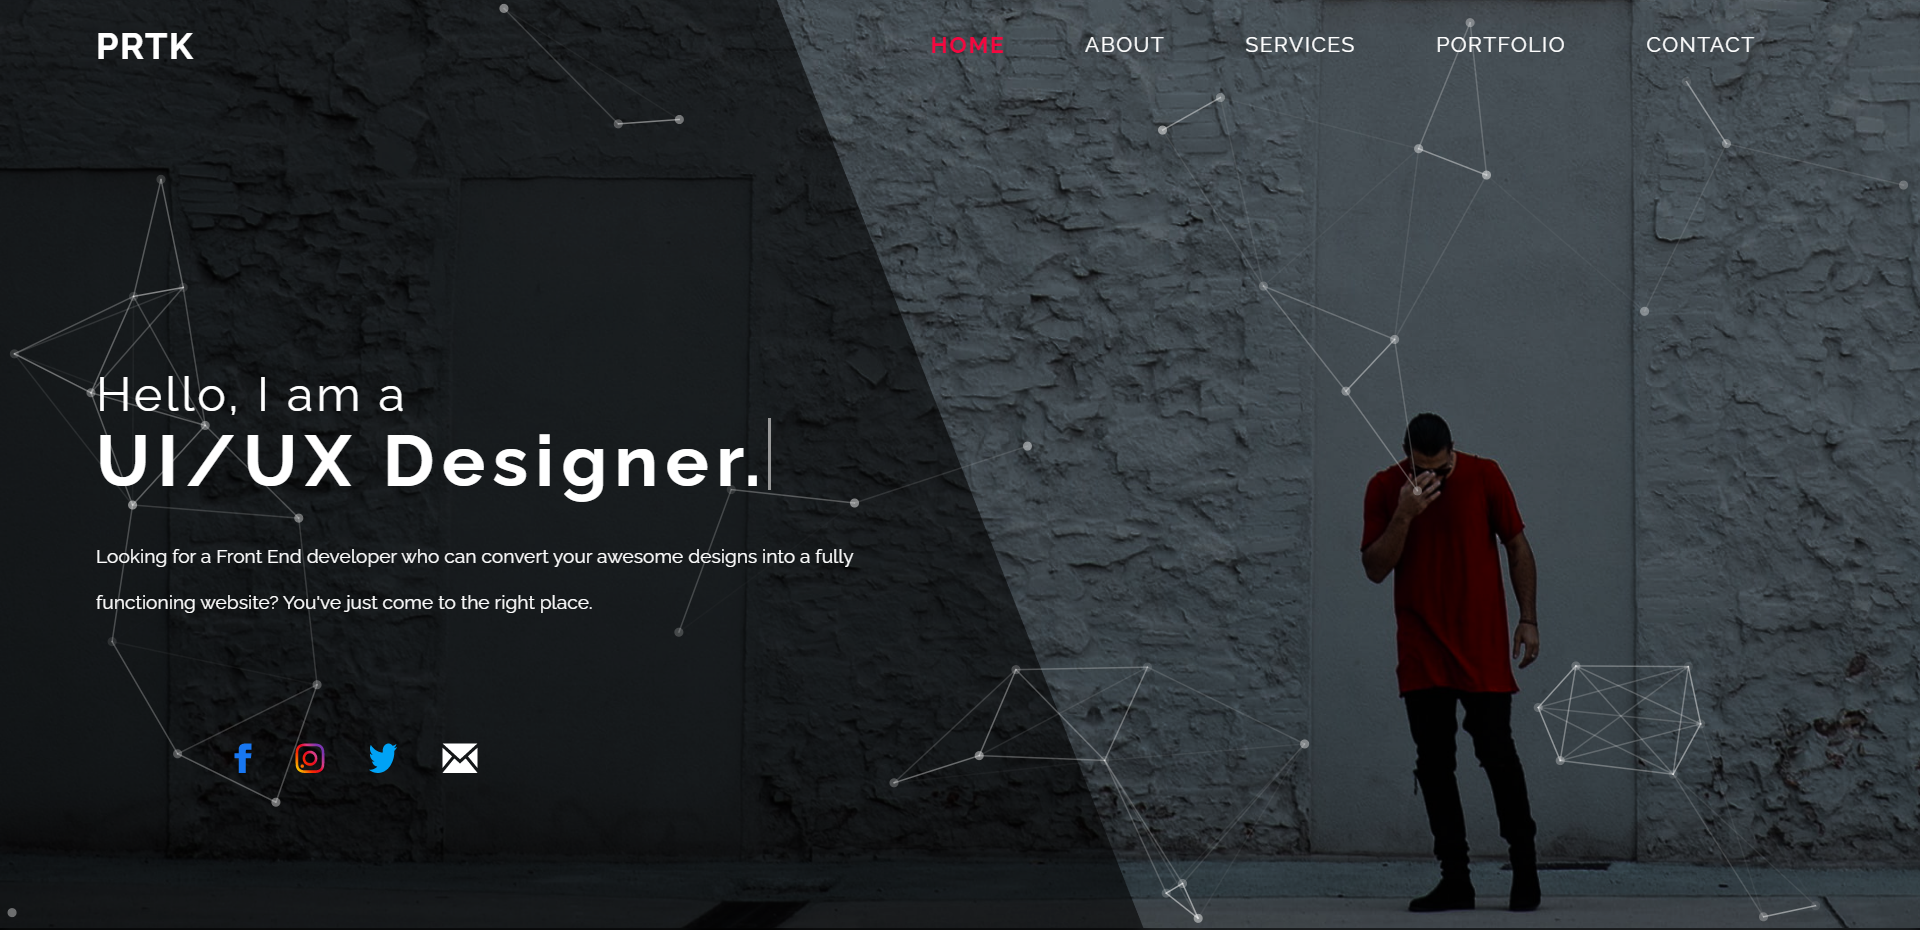 PRTK
HOME ABOUT SERVICES PORTFOLIO CONTACT
Hello, I am a
UI/UX Designer.
Looking for a Front End developer who can convert your awesome designs into a fully
functioning website? You've just come to the right place.